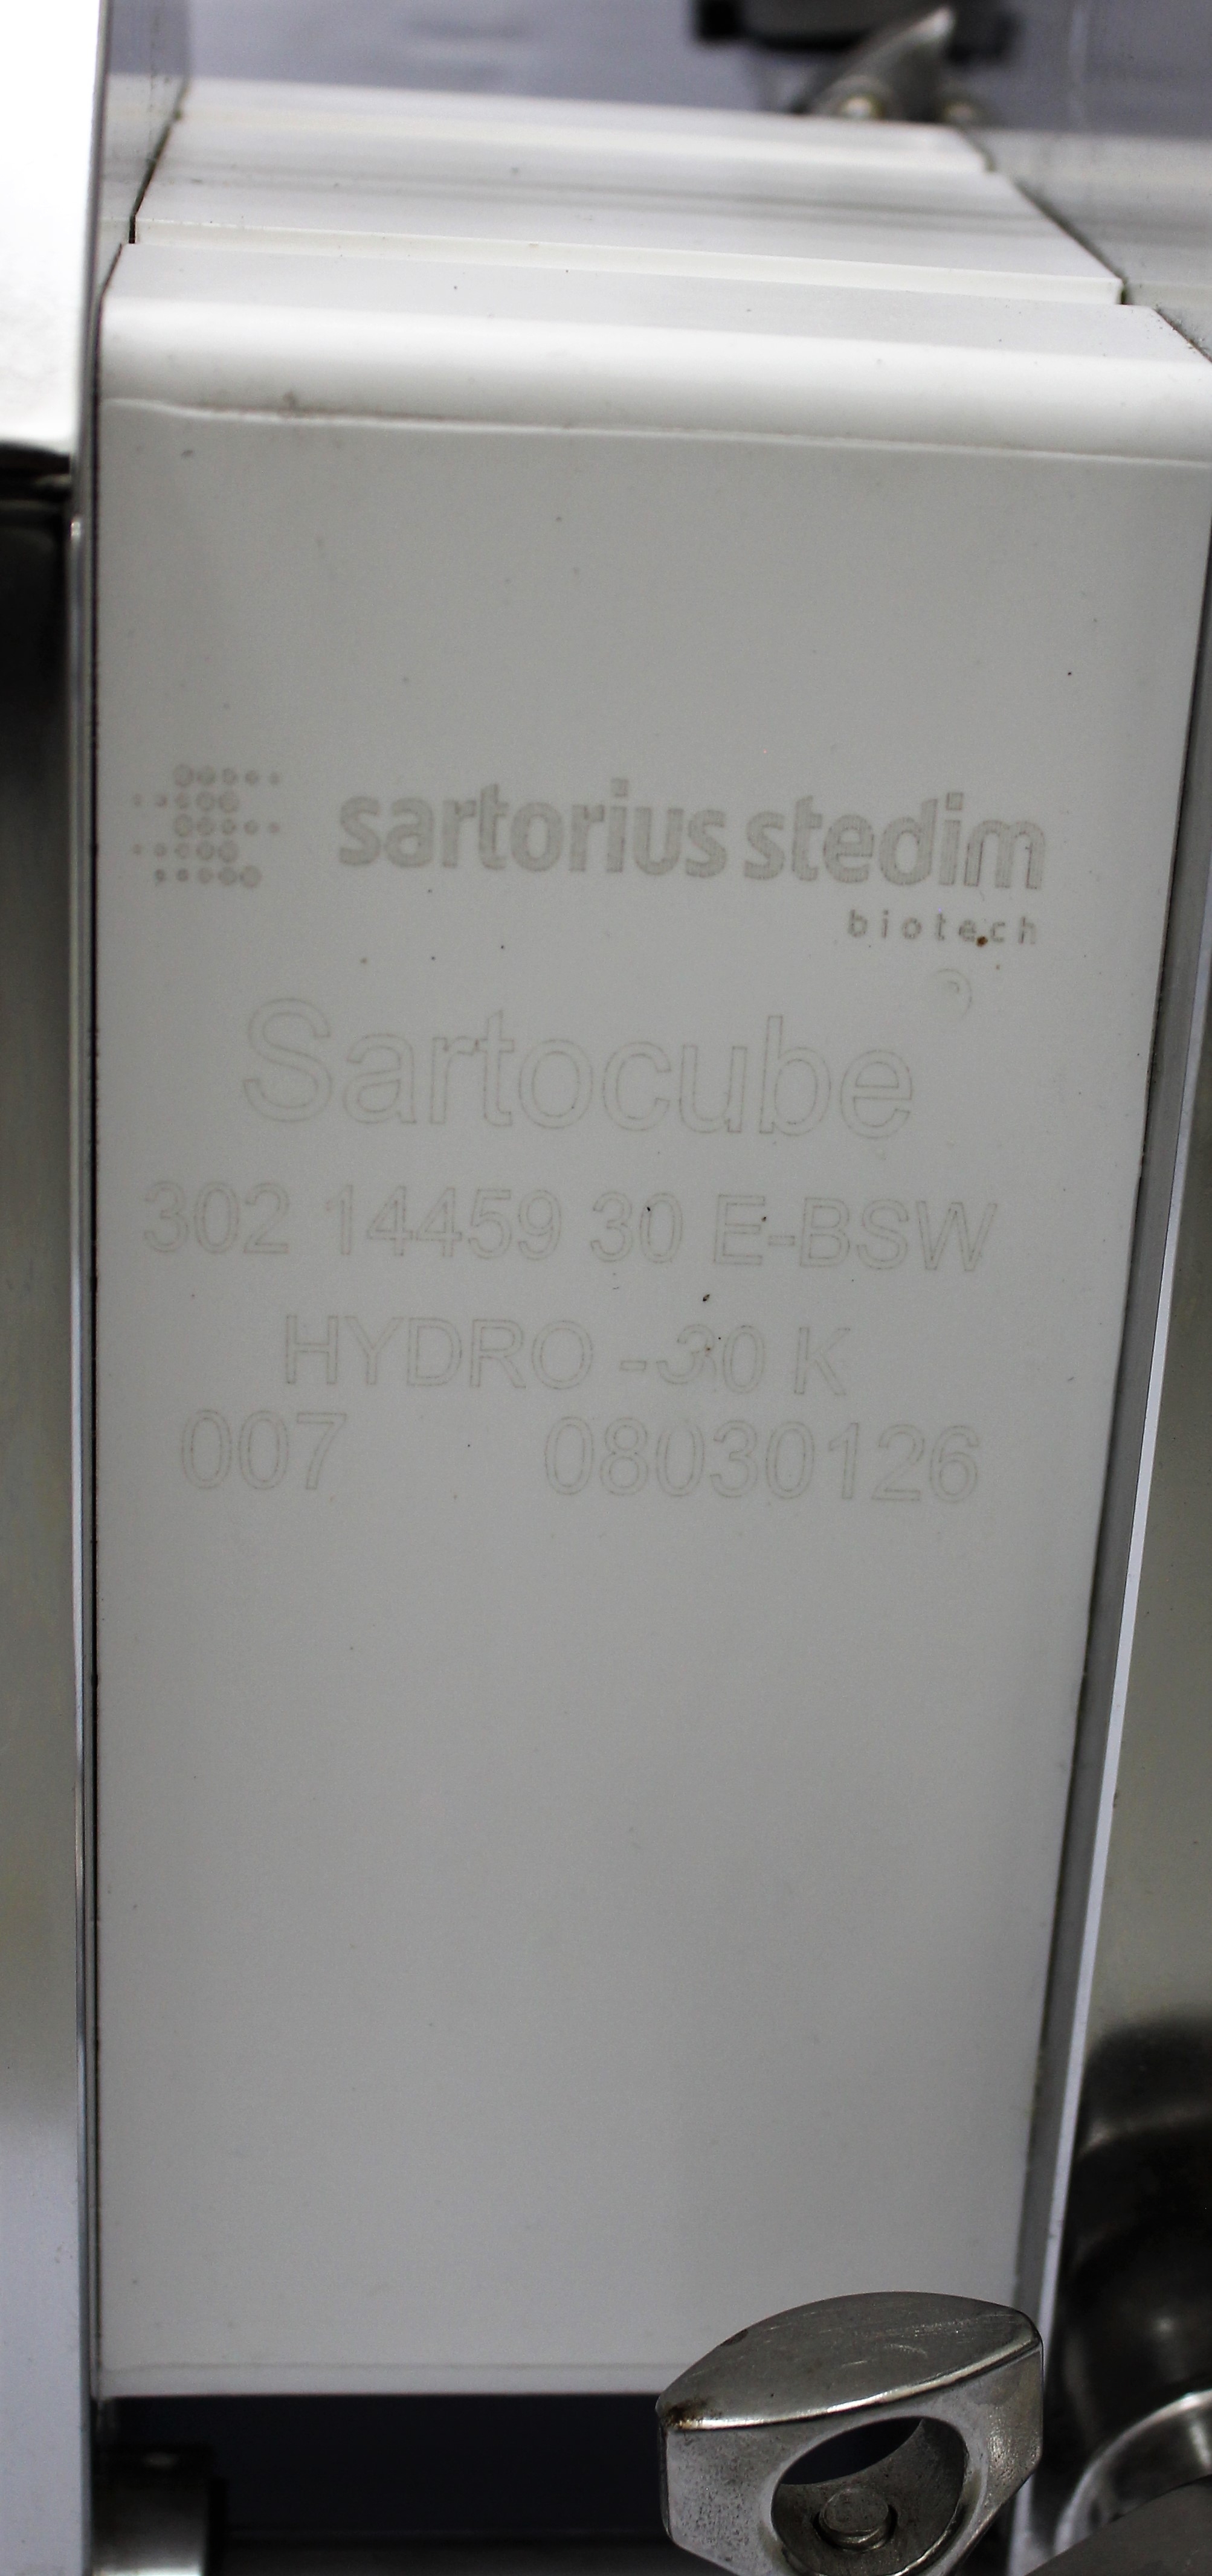 sartorius stedim
biotech
Sartocube ®
302 14459 30 E-BSW
HYDRO - 30 K
007 08030126